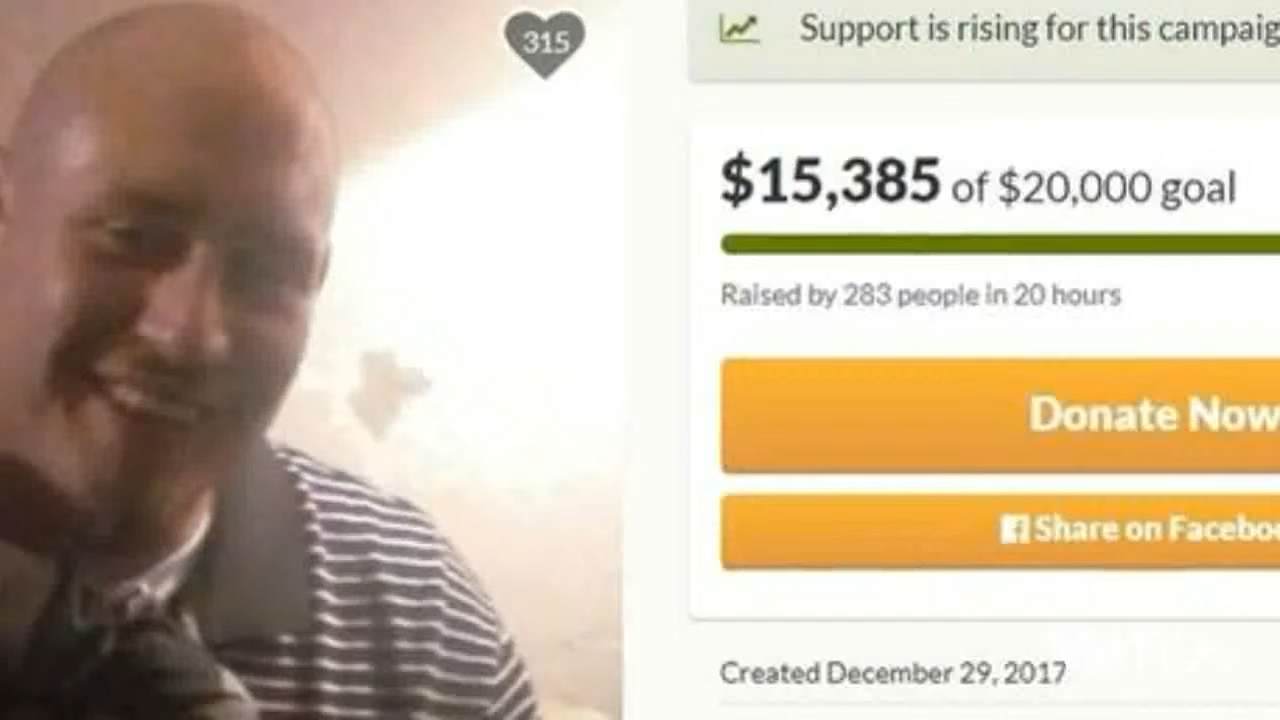 315
Support is rising for this campaig
$15,385 of $20,000 goal
Raised by 283 people in 20 hours
Donate Now
Share on Faceboo
Created December 29, 2017